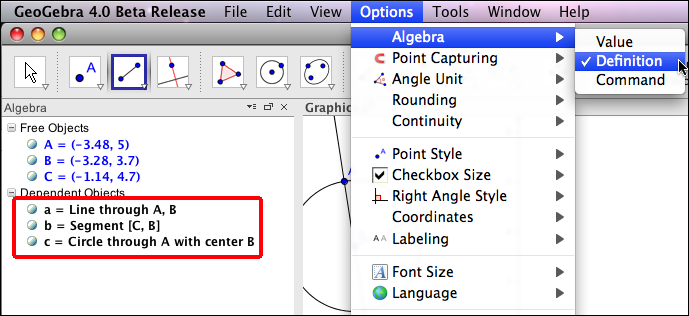 GeoGebra 4.0 Beta Release File Edit View Options Tools Window Help
Algebra
Value
Definition
Command
Point Capturing
Angle Unit
Rounding
Continuity
Point Style
Checkbox Size
Right Angle Style
Coordinates
AA Labeling
A Font Size
Language
A
Algebra
Graphic
Free Objects
A = (-3.48, 5)
B = (-3.28, 3.7)
C = (-1.14, 4.7)
Dependent Objects
a = Line through A, B
b = Segment [C, B]
c = Circle through A with center B